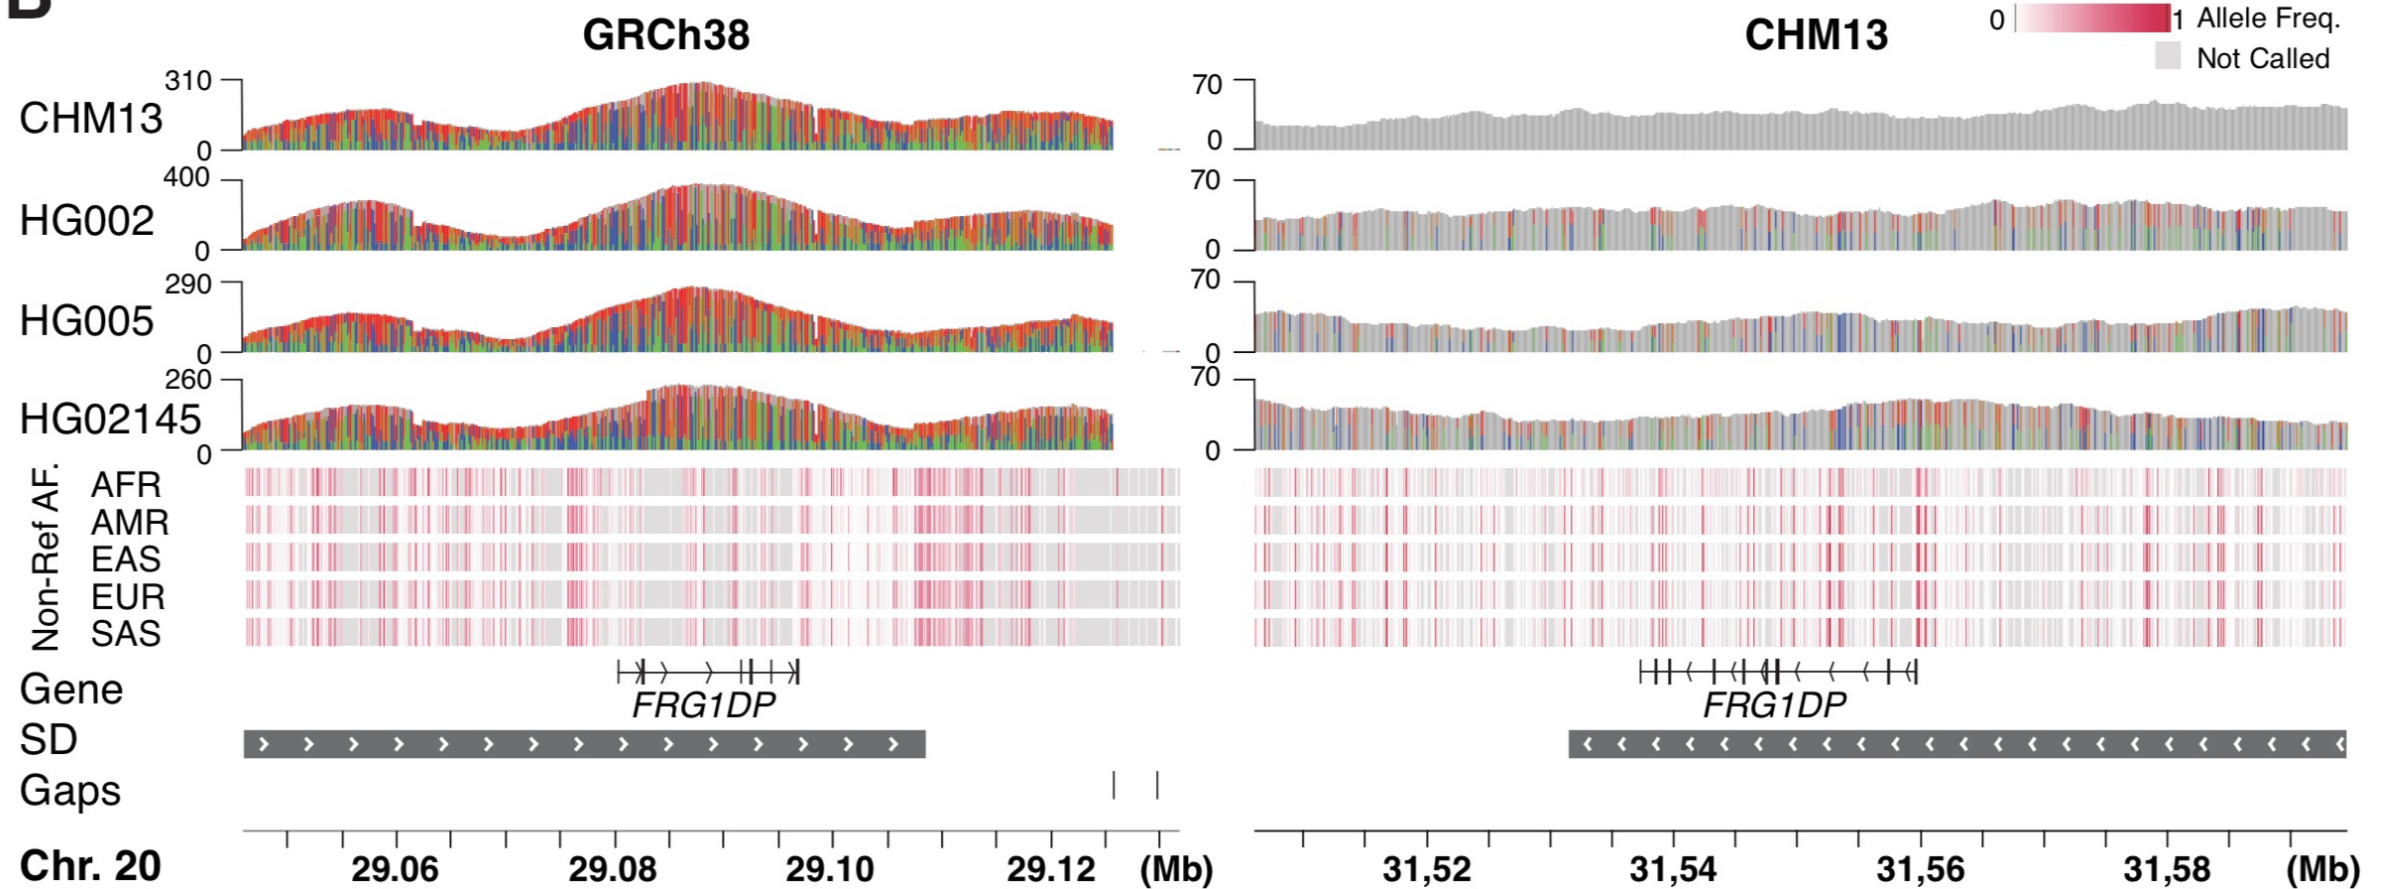 B
GRCh38
CHM13
0 1 Allele Freq.
Not Called
CHM13
310
0
70
0
HG002
400
0
70
0
HG005
290
0
70
0
HG02145
260
0
70
0
Non-Ref AF.
AFR
AMR
EAS
EUR
SAS
Gene
FRG1DP
FRG1DP
SD
Gaps
Chr. 20
29.06 29.08 29.10 29.12 (Mb)
31,52 31,54 31,56 31,58 (Mb)